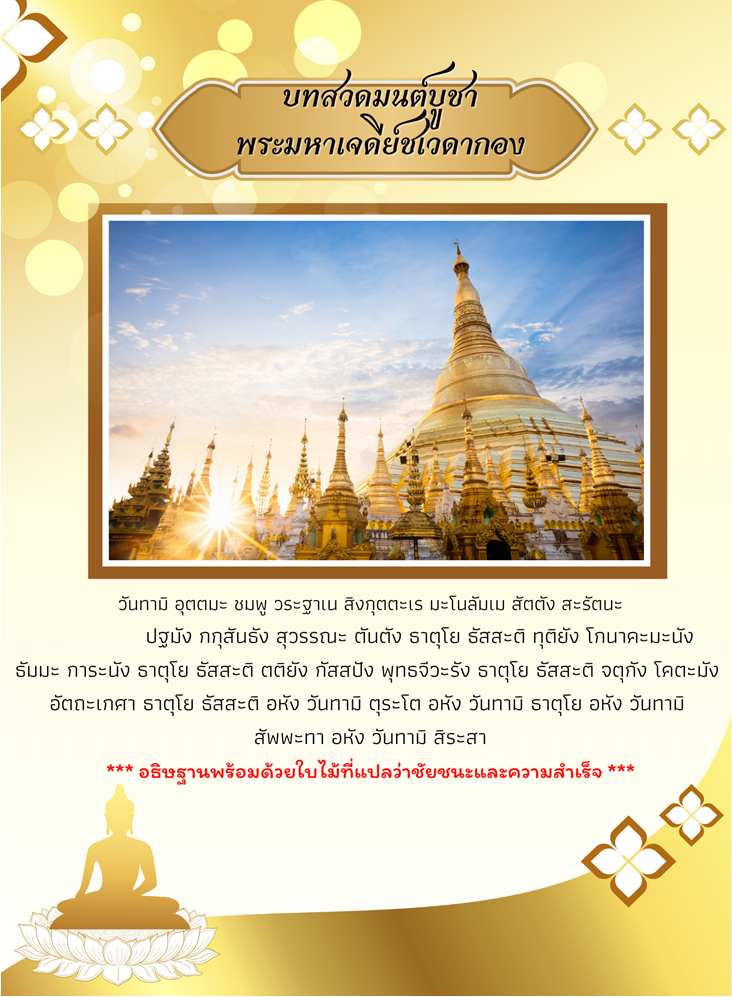 บทสวดมนต์บูชา
พระมหาเจดีย์ชเวดากอง
วันทามิ อุตตมะ ชมพู วระฐาเน สิงกุตตะเร มะโนลัมเม สัตตัง สะรัตนะ
ปฐมัง กกุสันธัง สุวรรณะ ตันตัง ธาตุโย ธัสสะติ ทุติยัง โกนาคะมะนัง
ธัมมะ การะนัง ธาตุโย ธัสสะติ ตติยัง กัสสปัง พุทธจีวะรัง ธาตุโย ธัสสะติ จตุกัง โคตะมัง
อัตถะเกศา ธาตุโย ธัสสะติ อหัง วันทามิ ตุระโต อหัง วันทามิ ธาตุโย อหัง วันทามิ
สัพพะทา อหัง วันทามิ สิระสา
*** อธิษฐานพร้อมด้วยใบไม้ที่แปลว่าชัยชนะและความสำเร็จ ***